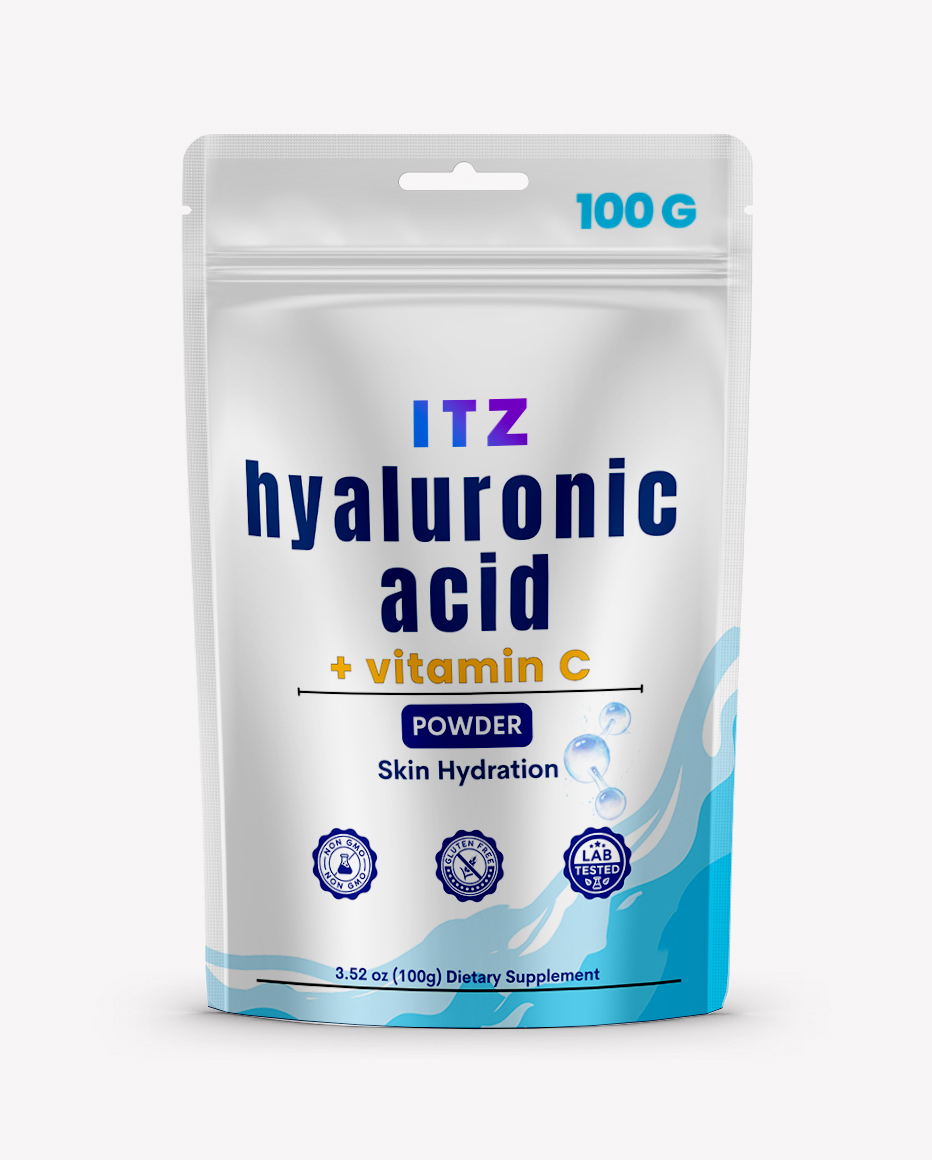 100 G
ITZ
hyaluronic
acid
+ vitamin C
POWDER
Skin Hydration
NON GMO
NON GMO
GLUTEN FREE
LAB
TESTED
3.52 oz (100g) Dietary Supplement